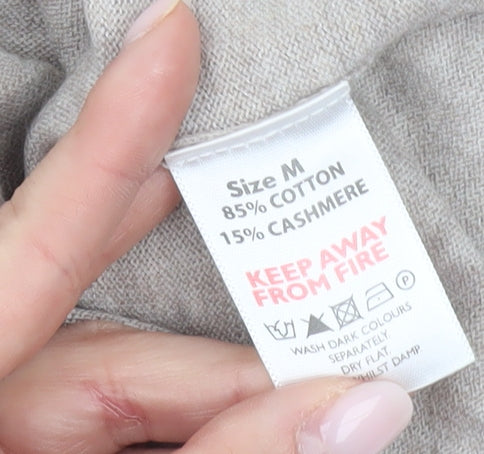 Size M
85% COTTON
15% CASHMERE
KEEP AWAY
FROM FIRE
P
WASH DARK COLOURS
SEPARATELY
DRY FLAT.
WHILST DAMP